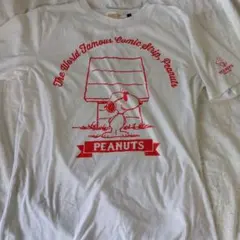 The World Famous Comic Strip, Peanuts
PEANUTS